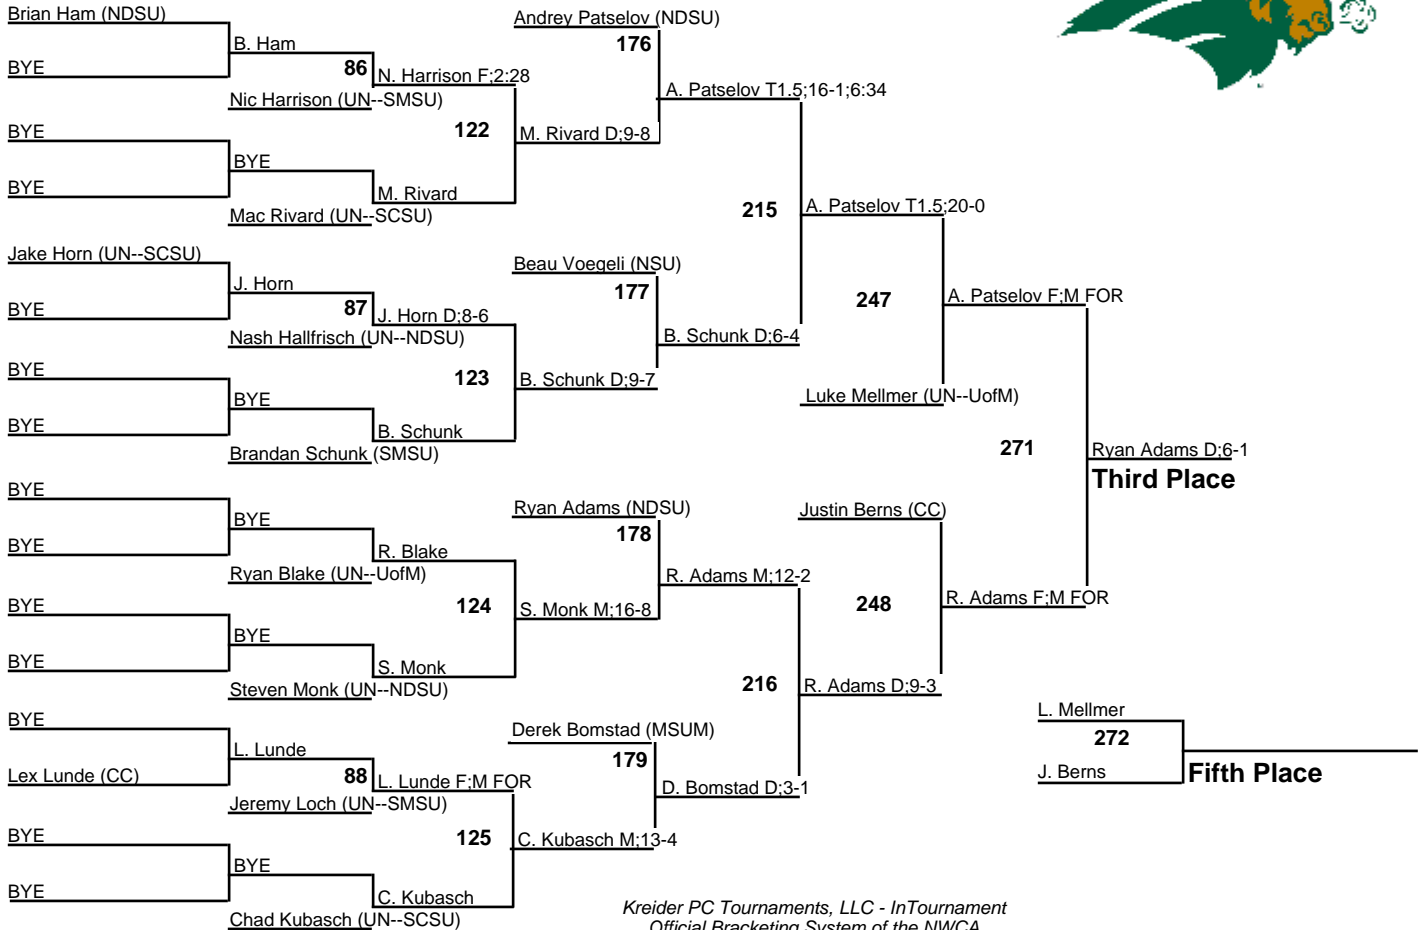 Brian Ham (NDSU)
BYE
BYE
BYE
Jake Horn (UN--SCSU)
BYE
BYE
BYE
BYE
BYE
BYE
BYE
BYE
Lex Lunde (CC)
BYE
BYE
B. Ham
86
Nic Harrison (UN--SMSU)
BYE
Mac Rivard (UN--SCSU)
J. Horn
87
Nash Hallfrisch (UN--NDSU)
BYE
Brandan Schunk (SMSU)
BYE
Ryan Blake (UN--UofM)
BYE
Steven Monk (UN--NDSU)
L. Lunde
88
Jeremy Loch (UN--SMSU)
BYE
Chad Kubasch (UN--SCSU)
N. Harrison F;2:28
122
M. Rivard
J. Horn D;8-6
123
B. Schunk
R. Blake
124
S. Monk
L. Lunde F;M FOR
125
C. Kubasch
Andrey Patselov (NDSU)
176
M. Rivard D;9-8
Beau Voegeli (NSU)
177
B. Schunk D;9-7
Ryan Adams (NDSU)
178
S. Monk M;16-8
Derek Bomstad (MSUM)
179
C. Kubasch M;13-4
A. Patselov T1.5;16-1;6:34
215
B. Schunk D;6-4
R. Adams M;12-2
216
D. Bomstad D;3-1
A. Patselov T1.5;20-0
247
Luke Mellmer (UN--UofM)
Justin Berns (CC)
248
R. Adams D;9-3
A. Patselov F;M FOR
271
R. Adams F;M FOR
Ryan Adams D;6-1
Third Place
L. Mellmer
272
J. Berns
Fifth Place
Kreider PC Tournaments, LLC - InTournament
Official Bracketing System of the NWCA